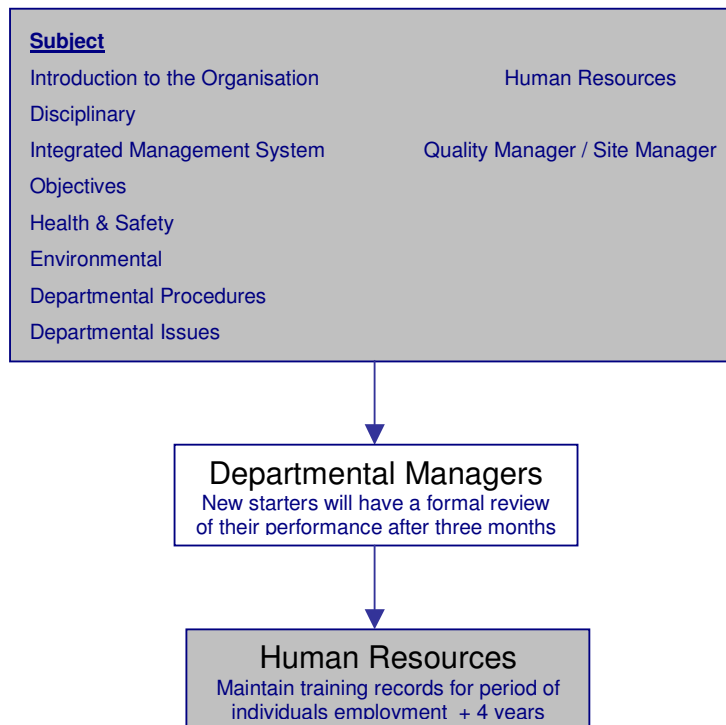 Subject
Introduction to the Organisation Human Resources
Disciplinary
Integrated Management System Quality Manager / Site Manager
Objectives
Health & Safety
Environmental
Departmental Procedures
Departmental Issues
Departmental Managers
New starters will have a formal review
of their performance after three months
Human Resources
Maintain training records for period of
individuals employment + 4 years